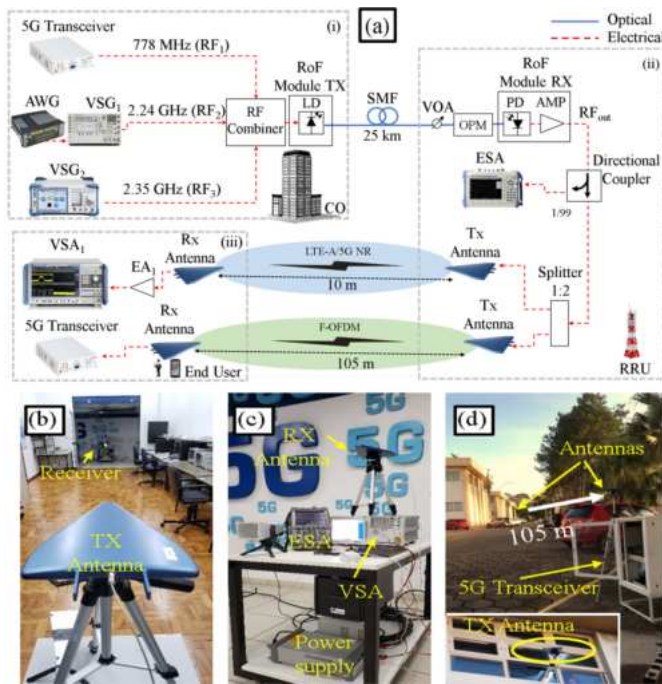 5G Transceiver
(i)
(a)
Optical
Electrical
778 MHz (RF1)
(ii)
RoF
Module TX
LD
RoF
Module RX
PD
AMP
RFout
AWG
VSG1
2.24 GHz (RF2)
RF
Combiner
SMF
25 km
VOA
OPM
VSG2
2.35 GHz (RF3)
CO
ESA
Directional
Coupler
1/99
VSA1
(iii)
Rx
Antenna
EA1
LTE-A/5G NR
10 m
Tx
Antenna
Splitter
1:2
5G Transceiver
Rx
Antenna
End User
F-OFDM
105 m
Tx
Antenna
RRU
(b)
Receiver
TX
Antenna
(c)
5G
RX
Antenna
ESA
VSA
Power
supply
(d)
Antennas
105 m
5G Transceiver
TX Antenna